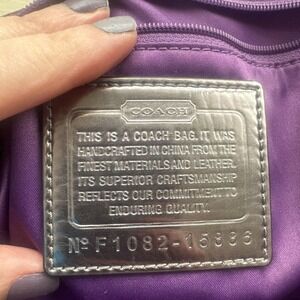 COACH
THIS IS A COACH BAG. IT WAS
HANDCRAFTED IN CHINA FROM THE
FINEST MATERIALS AND LEATHER.
ITS SUPERIOR CRAFTSMANSHIP
REFLECTS OUR COMMITMENT TO
ENDURING QUALITY.
Nº F1082-15936